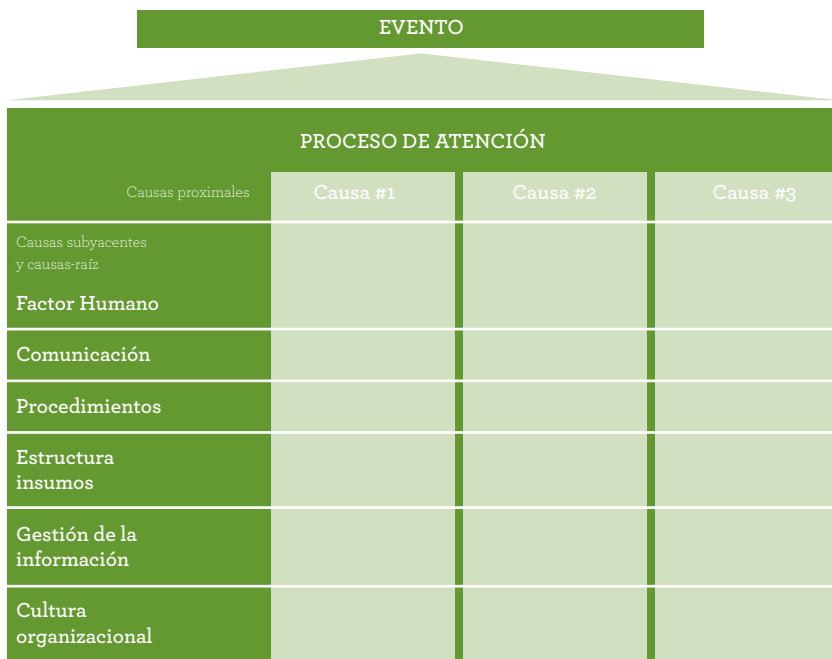 EVENTO
PROCESO DE ATENCIÓN
Causas proximales
Causa #1
Causa #2
Causa #3
Causas subyacentes
y causas-raíz
Factor Humano
Comunicación
Procedimientos
Estructura
insumos
Gestión de la
información
Cultura
organizacional